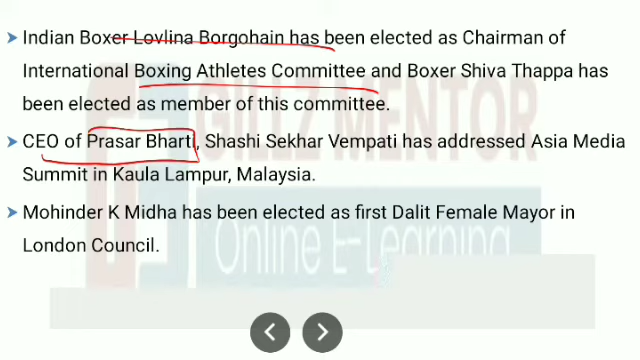 Indian Boxer Lovlina Borgohain has been elected as Chairman of
International Boxing Athletes Committee and Boxer Shiva Thappa has
been elected as member of this committee.
CEO of Prasar Bharti, Shashi Sekhar Vempati has addressed Asia Media
Summit in Kaula Lampur, Malaysia.
Mohinder K Midha has been elected as first Dalit Female Mayor in
London Council.
GILLZ MENTOR
Online E-learning